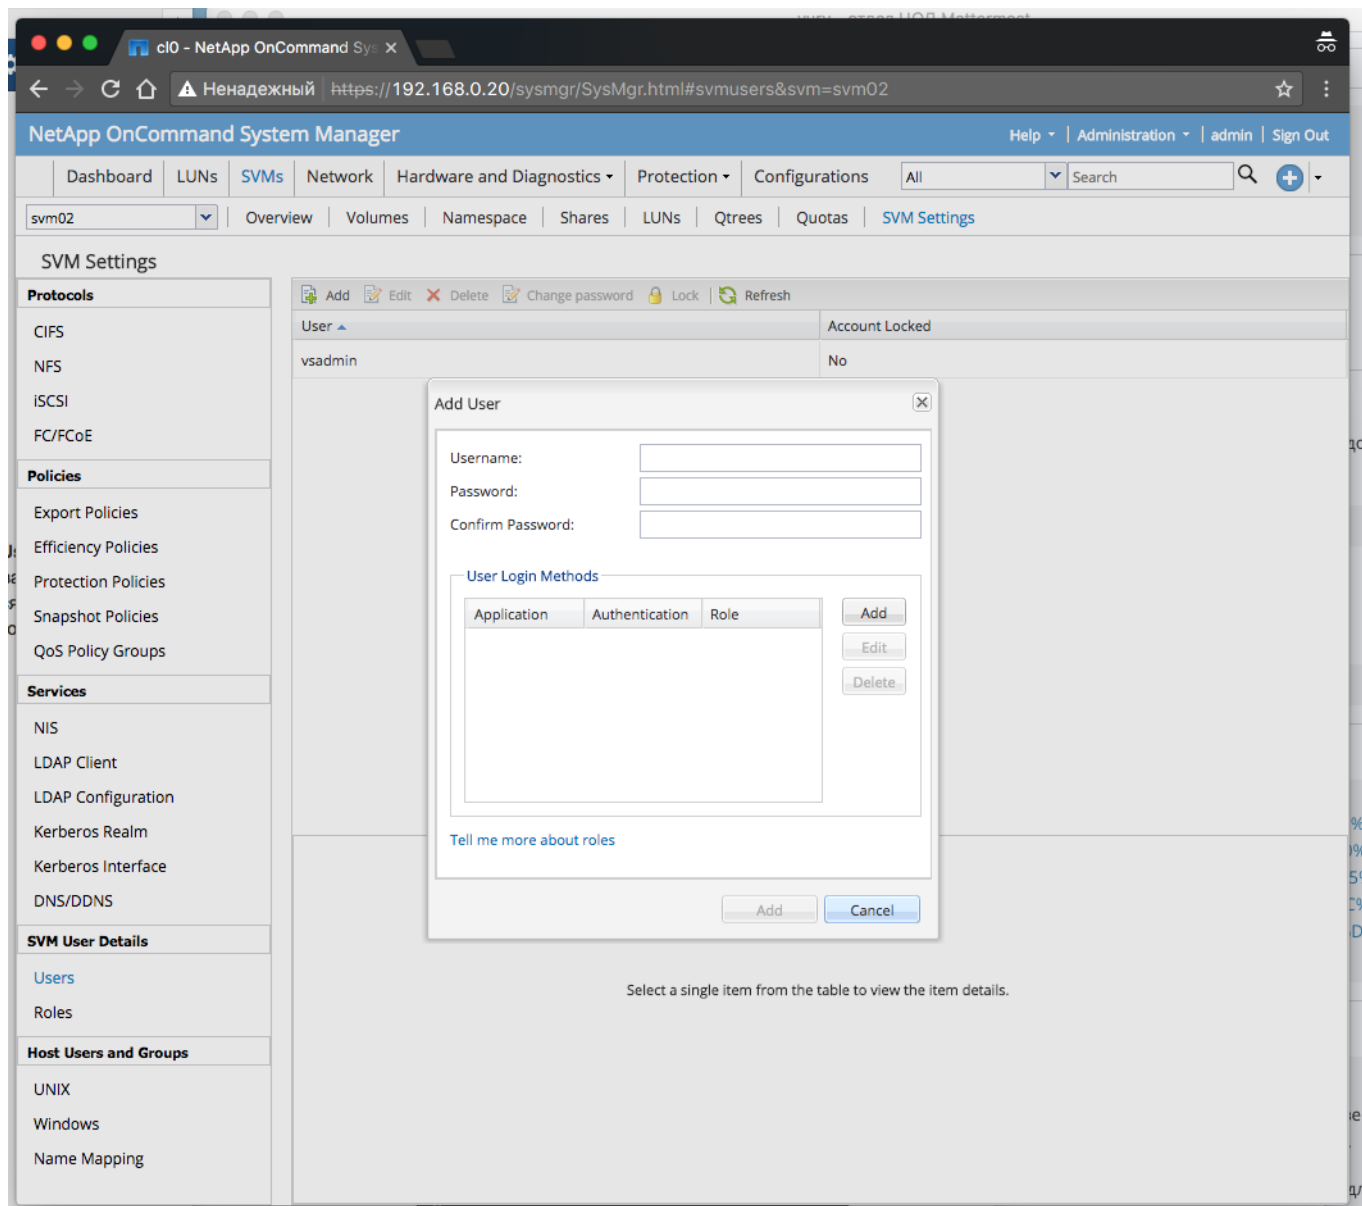 cl0 - NetApp OnCommand Sys
Ненадежный https://192.168.0.20/sysmgr/SysMgr.html#svmusers&svm=svm02
NetApp OnCommand System Manager
Help Administration admin Sign Out
Dashboard LUNs SVMs Network Hardware and Diagnostics Protection Configurations All Search
svm02 Overview Volumes Namespace Shares LUNs Qtrees Quotas SVM Settings
SVM Settings
Protocols
CIFS
NFS
iSCSI
FC/FCoE
Policies
Export Policies
Efficiency Policies
Protection Policies
Snapshot Policies
QoS Policy Groups
Services
NIS
LDAP Client
LDAP Configuration
Kerberos Realm
Kerberos Interface
DNS/DDNS
SVM User Details
Users
Roles
Host Users and Groups
UNIX
Windows
Name Mapping
Add Edit Delete Change password Lock Refresh
User Account Locked
vsadmin No
Add User
Username:
Password:
Confirm Password:
User Login Methods
Application Authentication Role
Add
Edit
Delete
Tell me more about roles
Add Cancel
Select a single item from the table to view the item details.